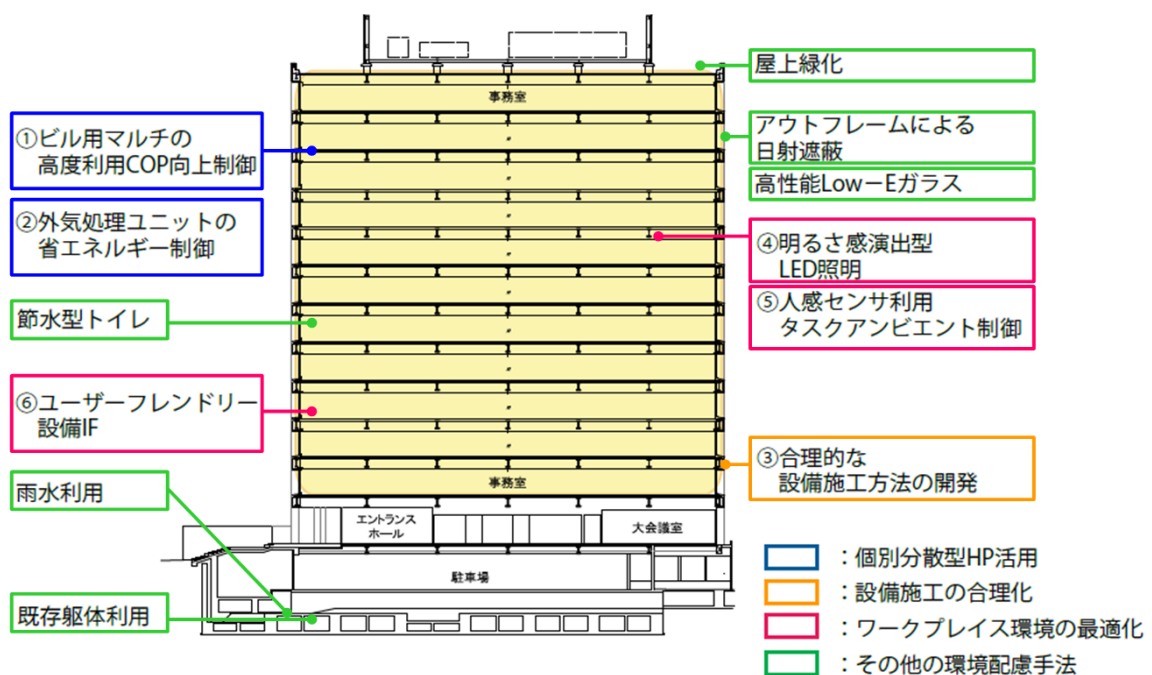 屋上緑化
事務室
①ビル用マルチの
高度利用COP向上制御
アウトフレームによる
日射遮蔽
高性能Low－Eガラス
②外気処理ユニットの
省エネルギー制御
④明るさ感演出型
LED照明
⑤人感センサ利用
タスクアンビエント制御
節水型トイレ
⑥ユーザーフレンドリー
設備IF
③合理的な
設備施工方法の開発
事務室
雨水利用
エントランス
ホール
大会議室
駐車場
既存躯体利用
：個別分散型HP活用
：設備施工の合理化
：ワークプレイス環境の最適化
：その他の環境配慮手法